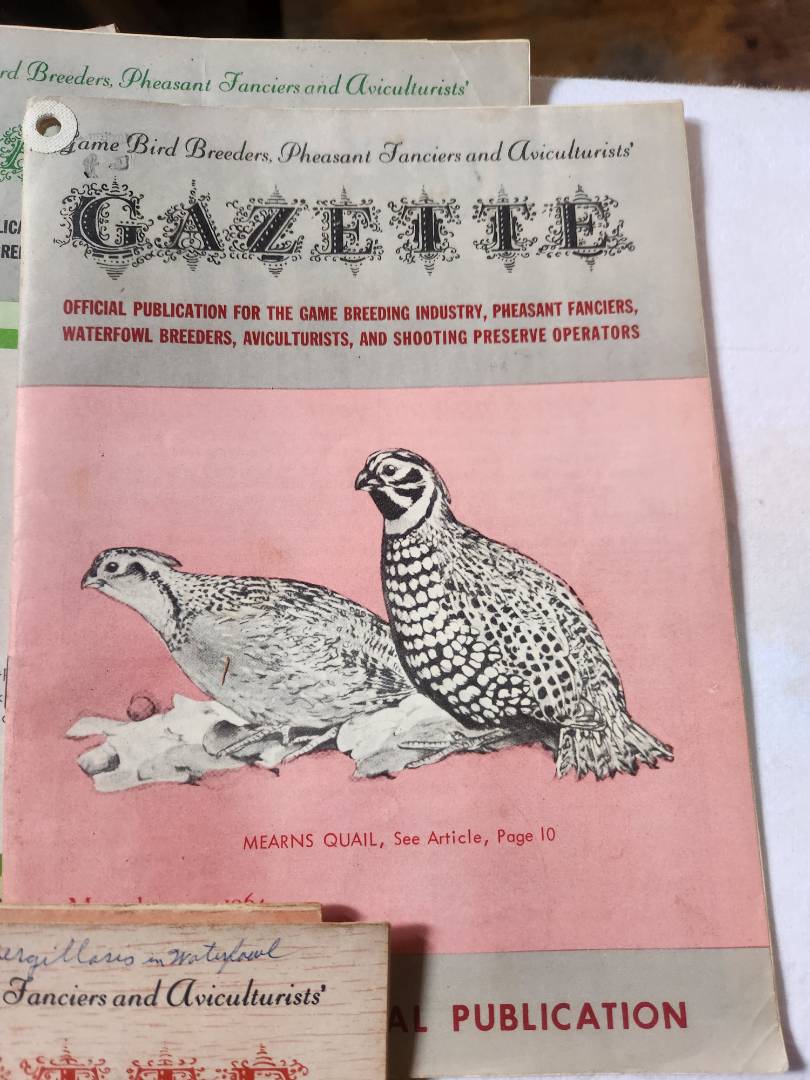 rd Breeders, Pheasant Fanciers and Aviculturists'
Game Bird Breeders, Pheasant Fanciers and Aviculturists'
GAZETTE
OFFICIAL PUBLICATION FOR THE GAME BREEDING INDUSTRY, PHEASANT FANCIERS,
WATERFOWL BREEDERS, AVICULTURISTS, AND SHOOTING PRESERVE OPERATORS
MEARNS QUAIL, See Article, Page 10
in Waterfowl
Fanciers and Aviculturists'
AL PUBLICATION